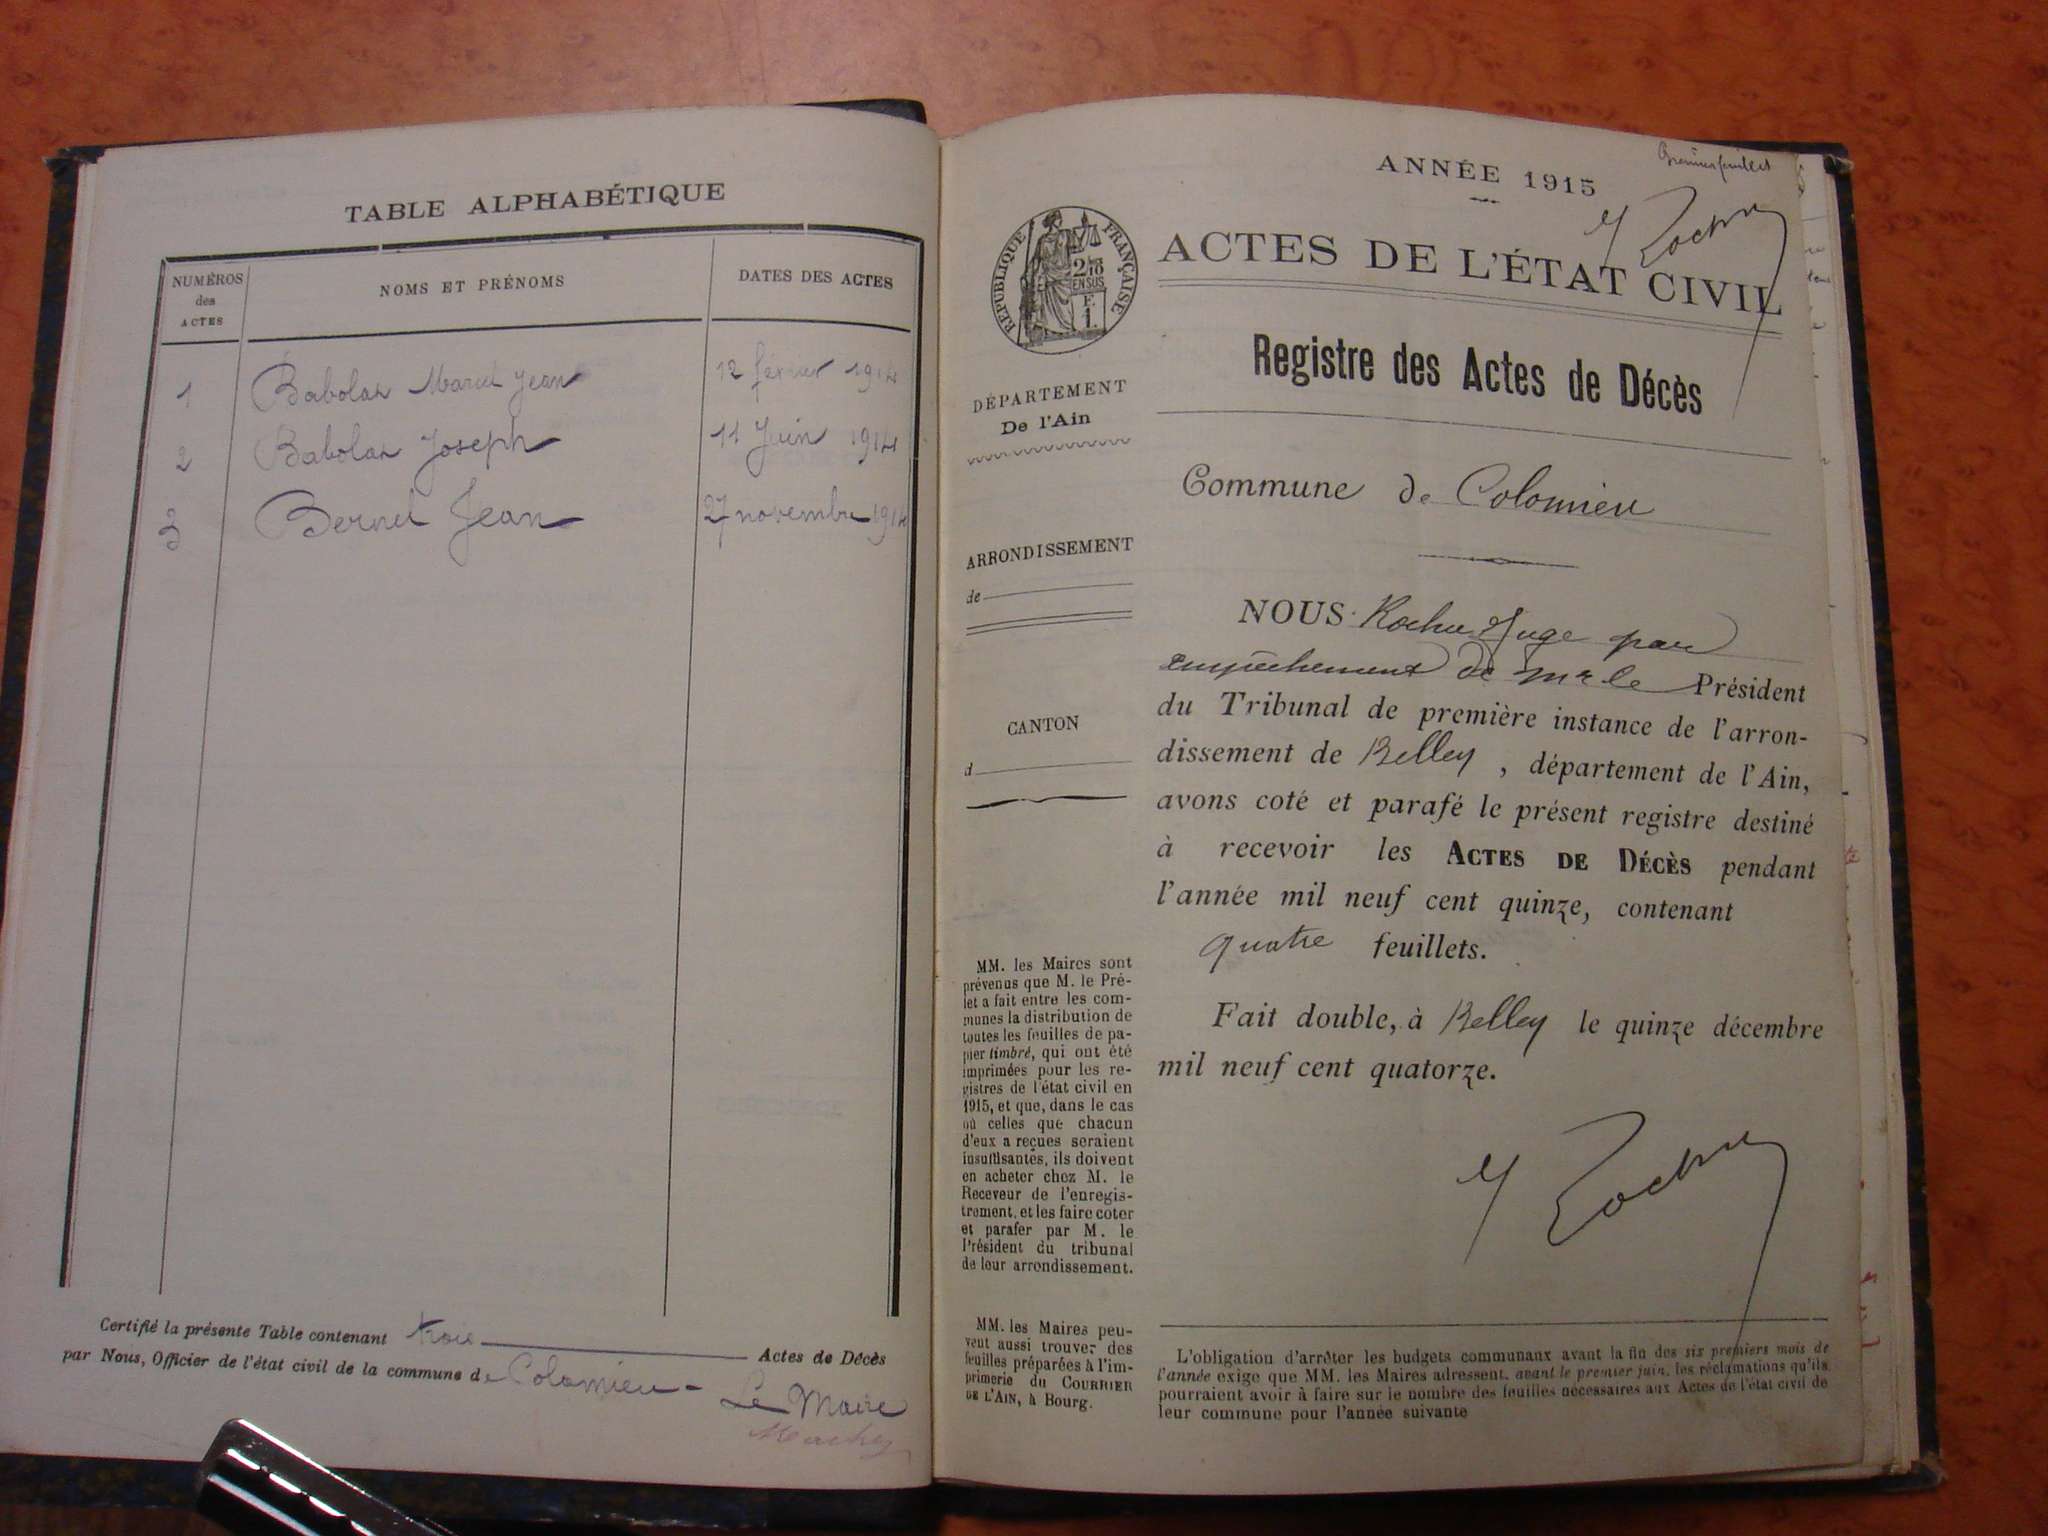 TABLE ALPHABÉTIQUE
NUMÉROS
des
ACTES
NOMS ET PRÉNOMS
DATES DES ACTES
1 Babolax Marcel Jean 12 février 1914
2 Babolax Joseph 11 Juin 1914
3 Bernet Jean 27 novembre 1914
Certifié la présente Table contenant trois Actes de Décès
par Nous, Officier de l'état civil de la commune de Colomieu -
Le Maire
Premier feuillet
ANNÉE 1915
RÉPUBLIQUE FRANÇAISE
2/10
EN SUS
F.
1.
ACTES DE L'ÉTAT CIVIL
Registre des Actes de Décès
DÉPARTEMENT
De l'Ain
Commune de Colomieu
ARRONDISSEMENT
de
CANTON
d
NOUS Juge par
empêchement de Mr le Président
du Tribunal de première instance de l'arron-
dissement de Belley, département de l'Ain,
avons coté et parafé le présent registre destiné
à recevoir les ACTES DE DÉCÈS pendant
l'année mil neuf cent quinze, contenant
quatre feuillets.
Fait double, à Belley le quinze décembre
mil neuf cent quatorze.
MM. les Maires sont
prévenus que M. le Pré-
fet a fait entre les com-
munes la distribution de
toutes les feuilles de pa-
pier timbré, qui ont été
imprimées pour les re-
gistres de l'état civil en
1915, et que, dans le cas
où celles que chacun
d'eux a reçues seraient
insuffisantes, ils doivent
en acheter chez M. le
Receveur de l'enregis-
trement, et les faire coter
et parafer par M. le
Président du tribunal
de leur arrondissement.
MM. les Maires peu-
vent aussi trouver des
feuilles préparées à l'im-
primerie du COURRIER
DE L'AIN, à Bourg.
L'obligation d'arrêter les budgets communaux avant la fin des six premiers mois de
l'année exige que MM. les Maires adressent, avant le premier juin, les réclamations qu'ils
pourraient avoir à faire sur le nombre des feuilles nécessaires aux Actes de l'état civil de
leur commune pour l'année suivante